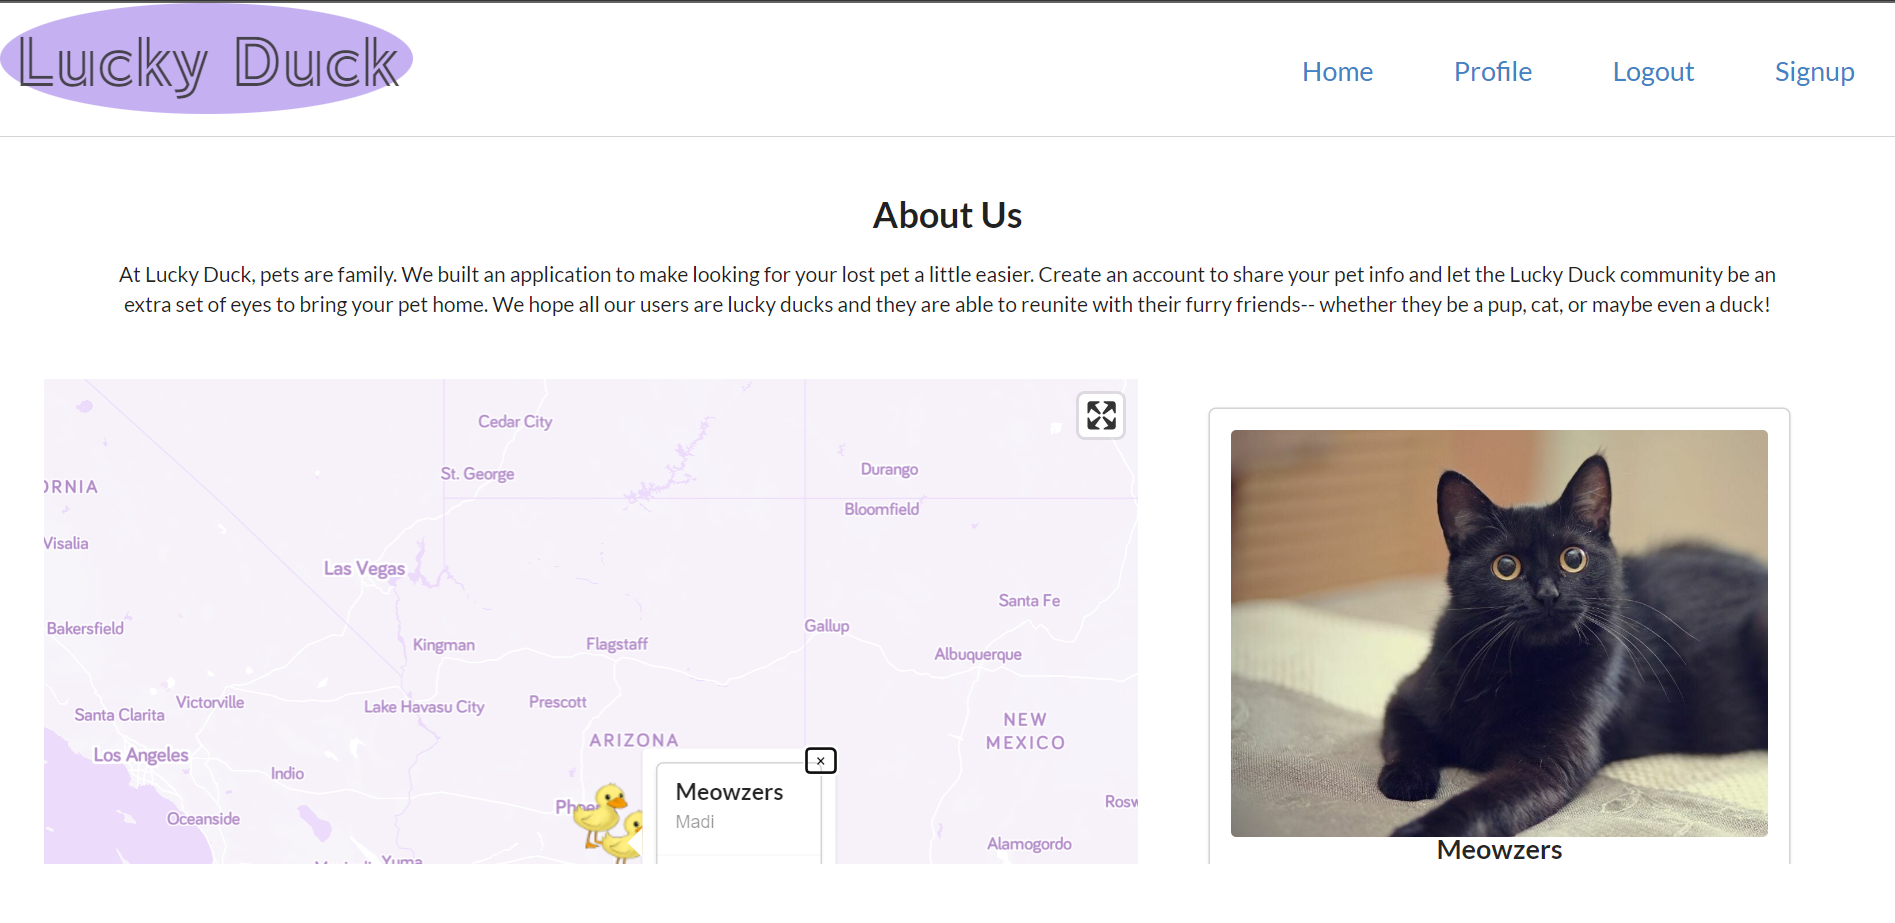 Lucky Duck
Home Profile Logout Signup
About Us
At Lucky Duck, pets are family. We built an application to make looking for your lost pet a little easier. Create an account to share your pet info and let the Lucky Duck community be an
extra set of eyes to bring your pet home. We hope all our users are lucky ducks and they are able to reunite with their furry friends-- whether they be a pup, cat, or maybe even a duck!
Cedar City
St. George
Durango
ORNIA
Bloomfield
Visalia
Las Vegas
Santa Fe
Bakersfield
Gallup
Kingman
Flagstaff
Albuquerque
Victorville
Prescott
Lake Havasu City
Santa Clarita
NEW
MEXICO
ARIZONA
Los Angeles
×
Indio
Meowzers
Madi
Phoe
Rosw
Oceanside
Alamogordo
Yuma
Meowzers